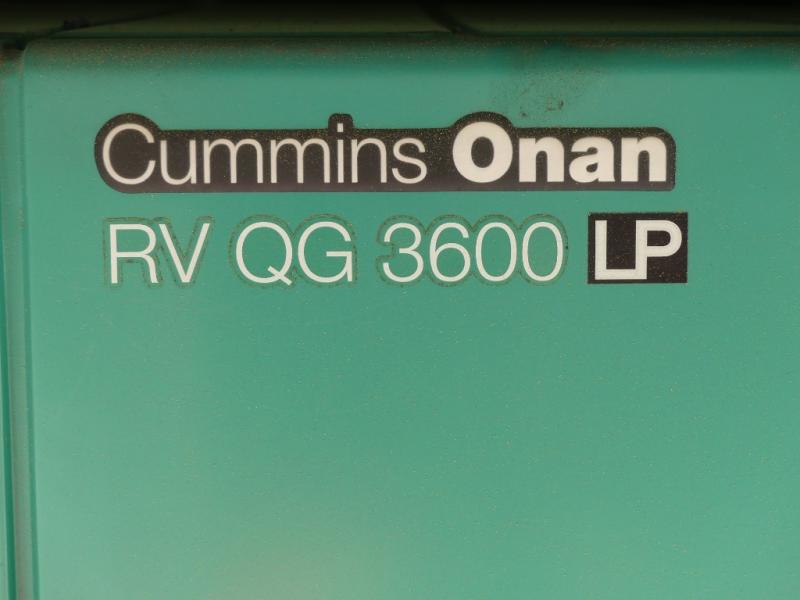 Cummins Onan
RV QG 3600 LP